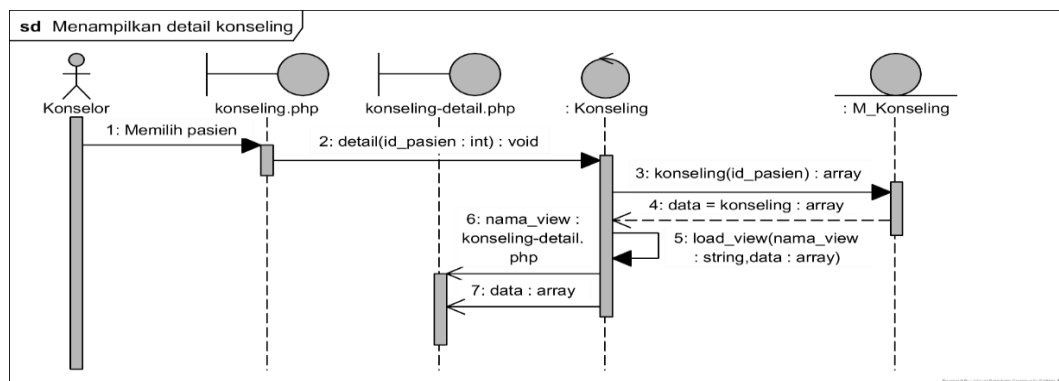 sd Menampilkan detail konseling
Konselor
konseling.php
konseling-detail.php
: Konseling
: M_Konseling
1: Memilih pasien
2: detail(id_pasien : int) : void
3: konseling(id_pasien) : array
4: data = konseling : array
5: load_view(nama_view
: string,data : array)
6: nama_view :
konseling-detail.
php
7: data : array